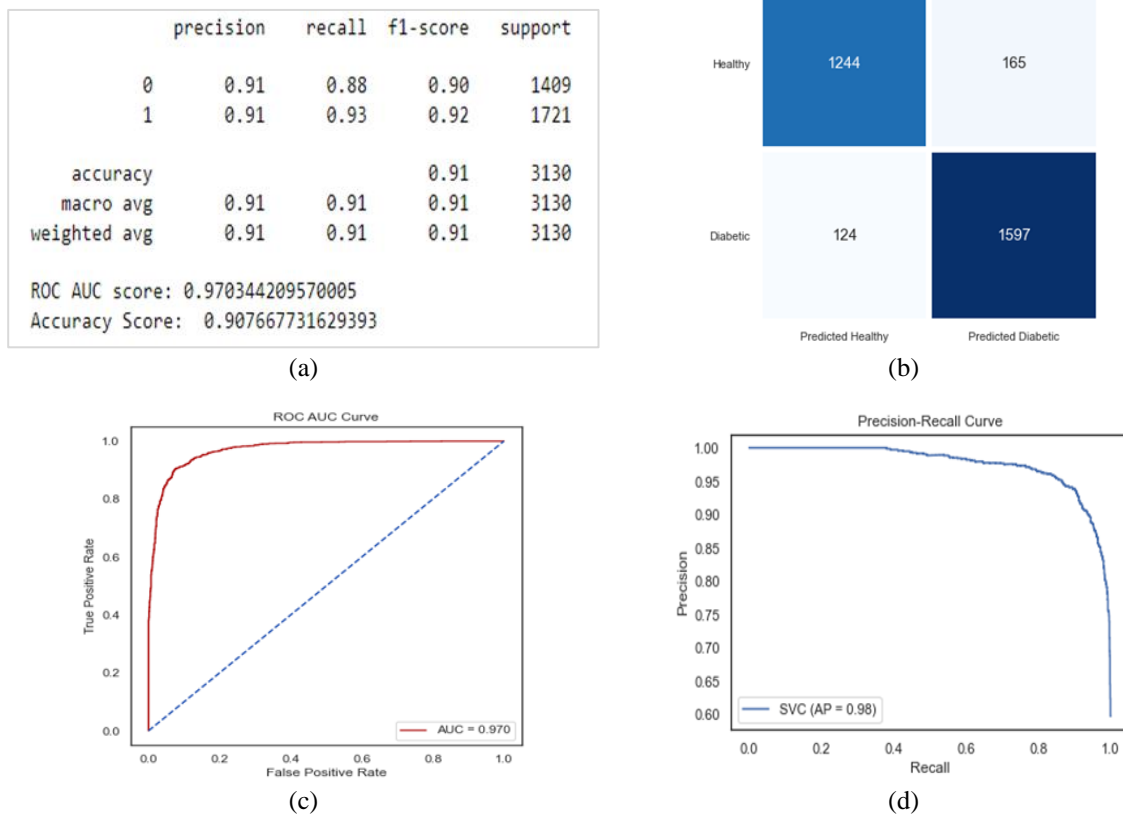 precision recall f1-score support
0 0.91 0.88 0.90 1409
1 0.91 0.93 0.92 1721
accuracy 0.91 3130
macro avg 0.91 0.91 0.91 3130
weighted avg 0.91 0.91 0.91 3130
ROC AUC score: 0.970344209570005
Accuracy Score: 0.907667731629393
(a)
Healthy 1244 165
Diabetic 124 1597
Predicted Healthy Predicted Diabetic
(b)
ROC AUC Curve
True Positive Rate
1.0
0.8
0.6
0.4
0.2
0.0
AUC = 0.970
0.0 0.2 0.4 0.6 0.8 1.0
False Positive Rate
(c)
Precision-Recall Curve
Precision
1.00
0.95
0.90
0.85
0.80
0.75
0.70
0.65
0.60
SVC (AP = 0.98)
0.0 0.2 0.4 0.6 0.8 1.0
Recall
(d)